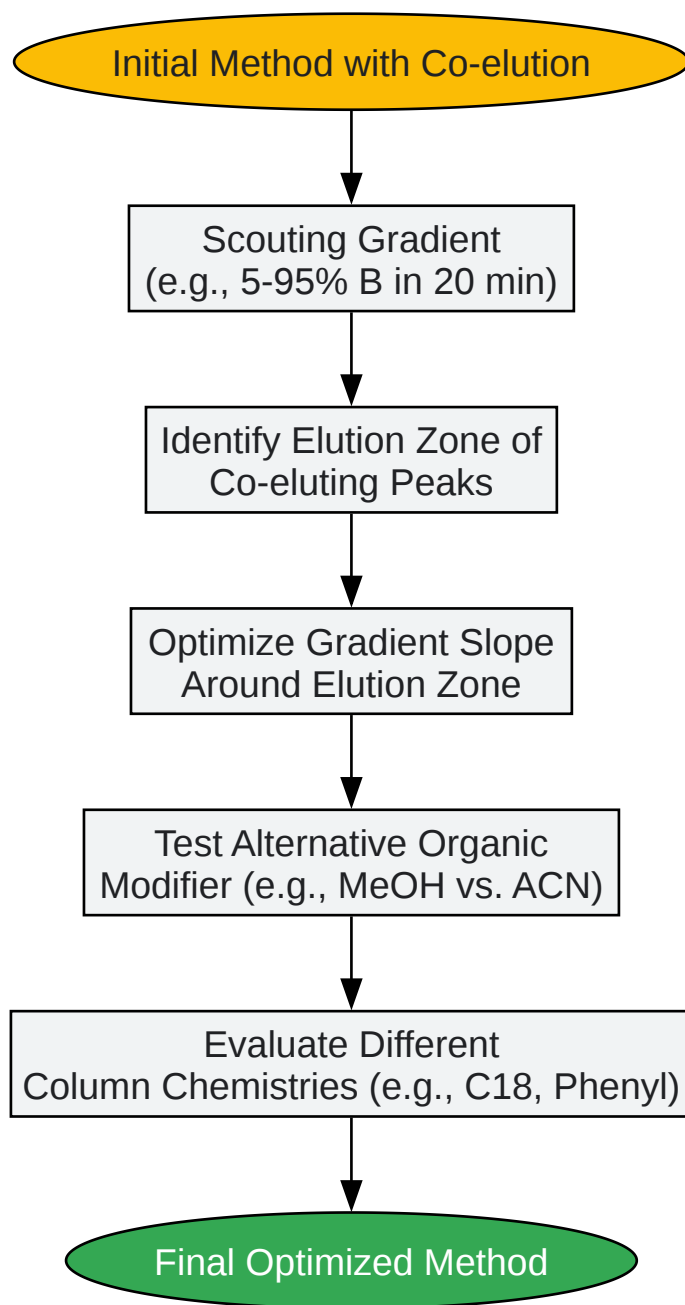 Initial Method with Co-elution
Scouting Gradient
(e.g., 5-95% B in 20 min)
Identify Elution Zone of
Co-eluting Peaks
Optimize Gradient Slope
Around Elution Zone
Test Alternative Organic
Modifier (e.g., MeOH vs. ACN)
Evaluate Different
Column Chemistries (e.g., C18, Phenyl)
Final Optimized Method